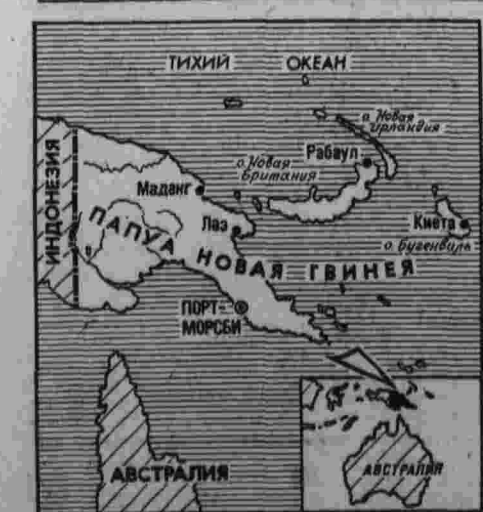 ТИХИЙ ОКЕАН
о. Новая
Ирландия
о. Новая
Британия
Рабаул
ИНДОНЕЗИЯ
Маданг
Лаэ
Киета
о. Бугенвиль
ПАПУА НОВАЯ ГВИНЕЯ
ПОРТ-
МОРСБИ
АВСТРАЛИЯ
АВСТРАЛИЯ